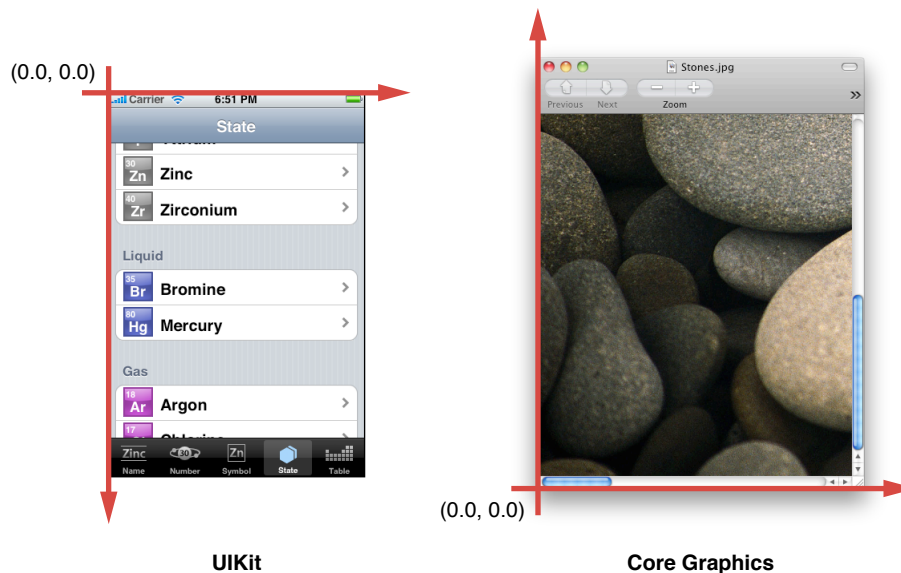 (0.0, 0.0)
Carrier 6:51 PM
State
30
Zn Zinc
40
Zr Zirconium
Liquid
35
Br Bromine
80
Hg Mercury
Gas
18
Ar Argon
17
Zinc 30 Zn
Name Number Symbol State Table
UIKit
Stones.jpg
Previous Next Zoom
(0.0, 0.0)
Core Graphics